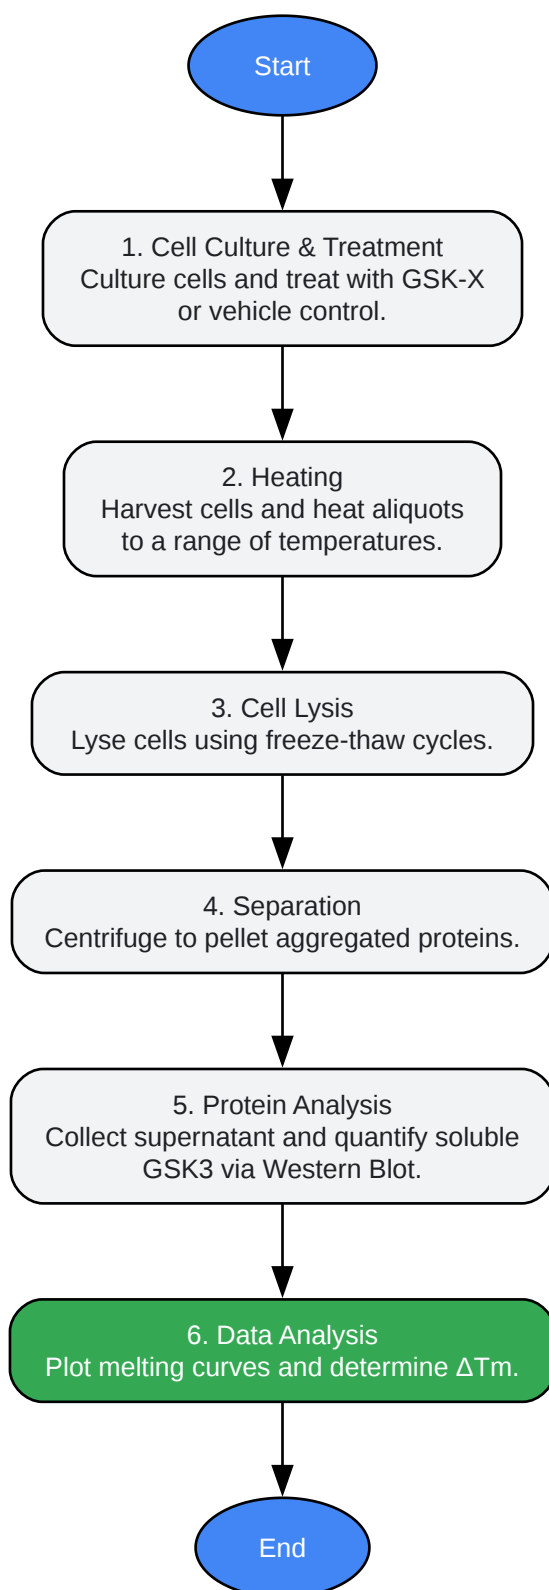 Start
1. Cell Culture & Treatment
Culture cells and treat with GSK-X
or vehicle control.
2. Heating
Harvest cells and heat aliquots
to a range of temperatures.
3. Cell Lysis
Lyse cells using freeze-thaw cycles.
4. Separation
Centrifuge to pellet aggregated proteins.
5. Protein Analysis
Collect supernatant and quantify soluble
GSK3 via Western Blot.
6. Data Analysis
Plot melting curves and determine ΔTm.
End